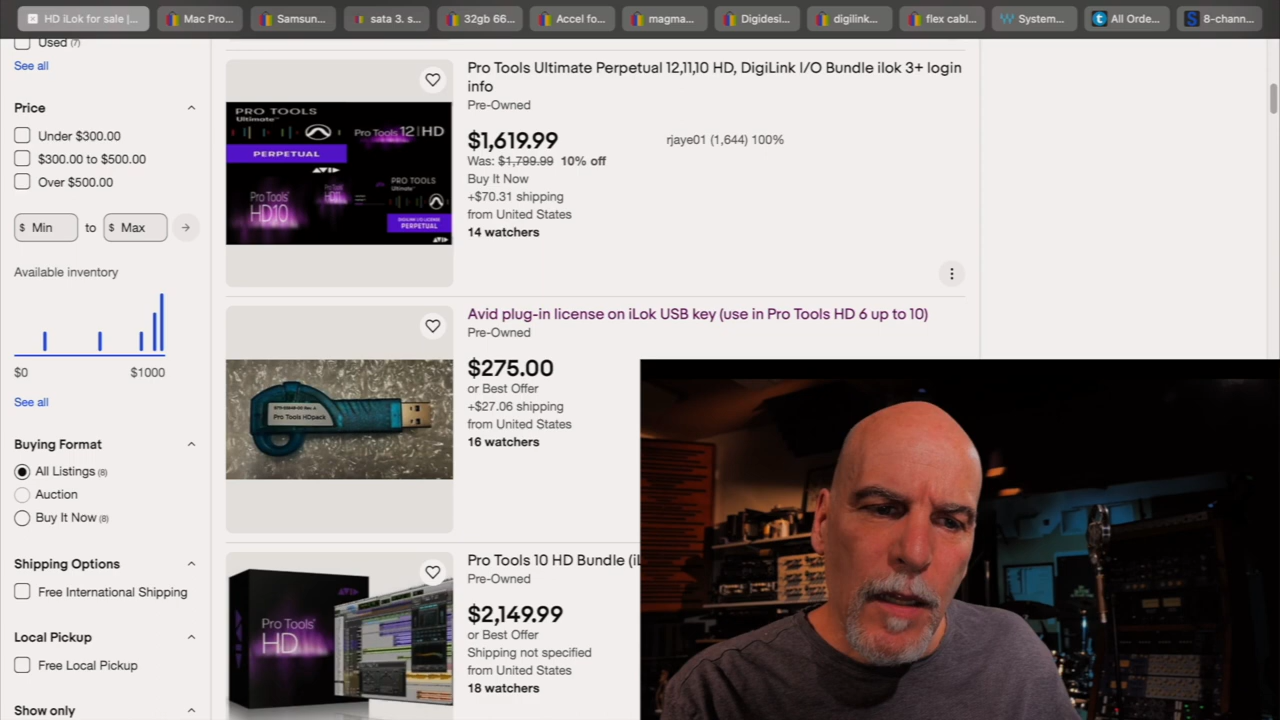 HD iLok for sale |...
Mac Pro...
Samsun...
sata 3. s...
32gb 66...
Accel fo...
magma...
Digidesi...
digilink...
flex cabl...
System...
All Orde...
8-chann...
Used (7)
See all
Price
Under $300.00
$300.00 to $500.00
Over $500.00
$ Min to $ Max
Available inventory
$0 $1000
See all
Buying Format
All Listings (8)
Auction
Buy It Now (8)
Shipping Options
Free International Shipping
Local Pickup
Free Local Pickup
Show only
PRO TOOLS
Ultimate
Pro Tools 12 | HD
PERPETUAL
AVID
Pro Tools
HD10
PRO TOOLS
Ultimate
PERPETUAL
AVID
Pro Tools Ultimate Perpetual 12,11,10 HD, DigiLink I/O Bundle ilok 3+ login
info
Pre-Owned
$1,619.99
rjaye01 (1,644) 100%
Was: $1,799.99 10% off
Buy It Now
+$70.31 shipping
from United States
14 watchers
Pro Tools HDpack
Avid plug-in license on iLok USB key (use in Pro Tools HD 6 up to 10)
Pre-Owned
$275.00
or Best Offer
+$27.06 shipping
from United States
16 watchers
AVID
Pro Tools
HD
Pro Tools 10 HD Bundle (iL
Pre-Owned
$2,149.99
or Best Offer
Shipping not specified
from United States
18 watchers